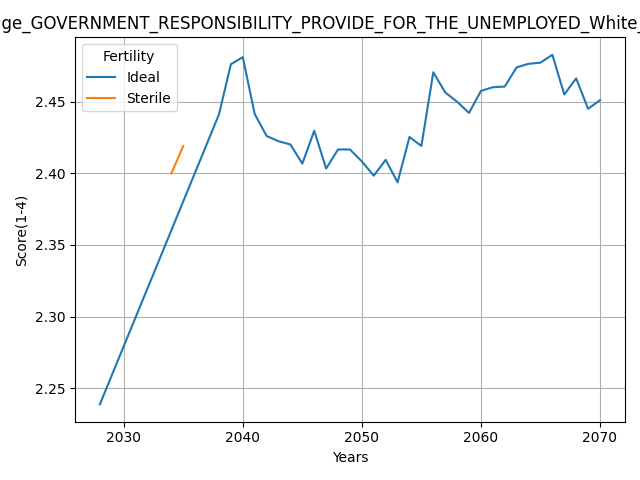 ge_GOVERNMENT_RESPONSIBILITY_PROVIDE_FOR_THE_UNEMPLOYED_White_
Fertility
Ideal
Sterile
Score(1-4)
2.45
2.40
2.35
2.30
2.25
2030 2040 2050 2060 2070
Years